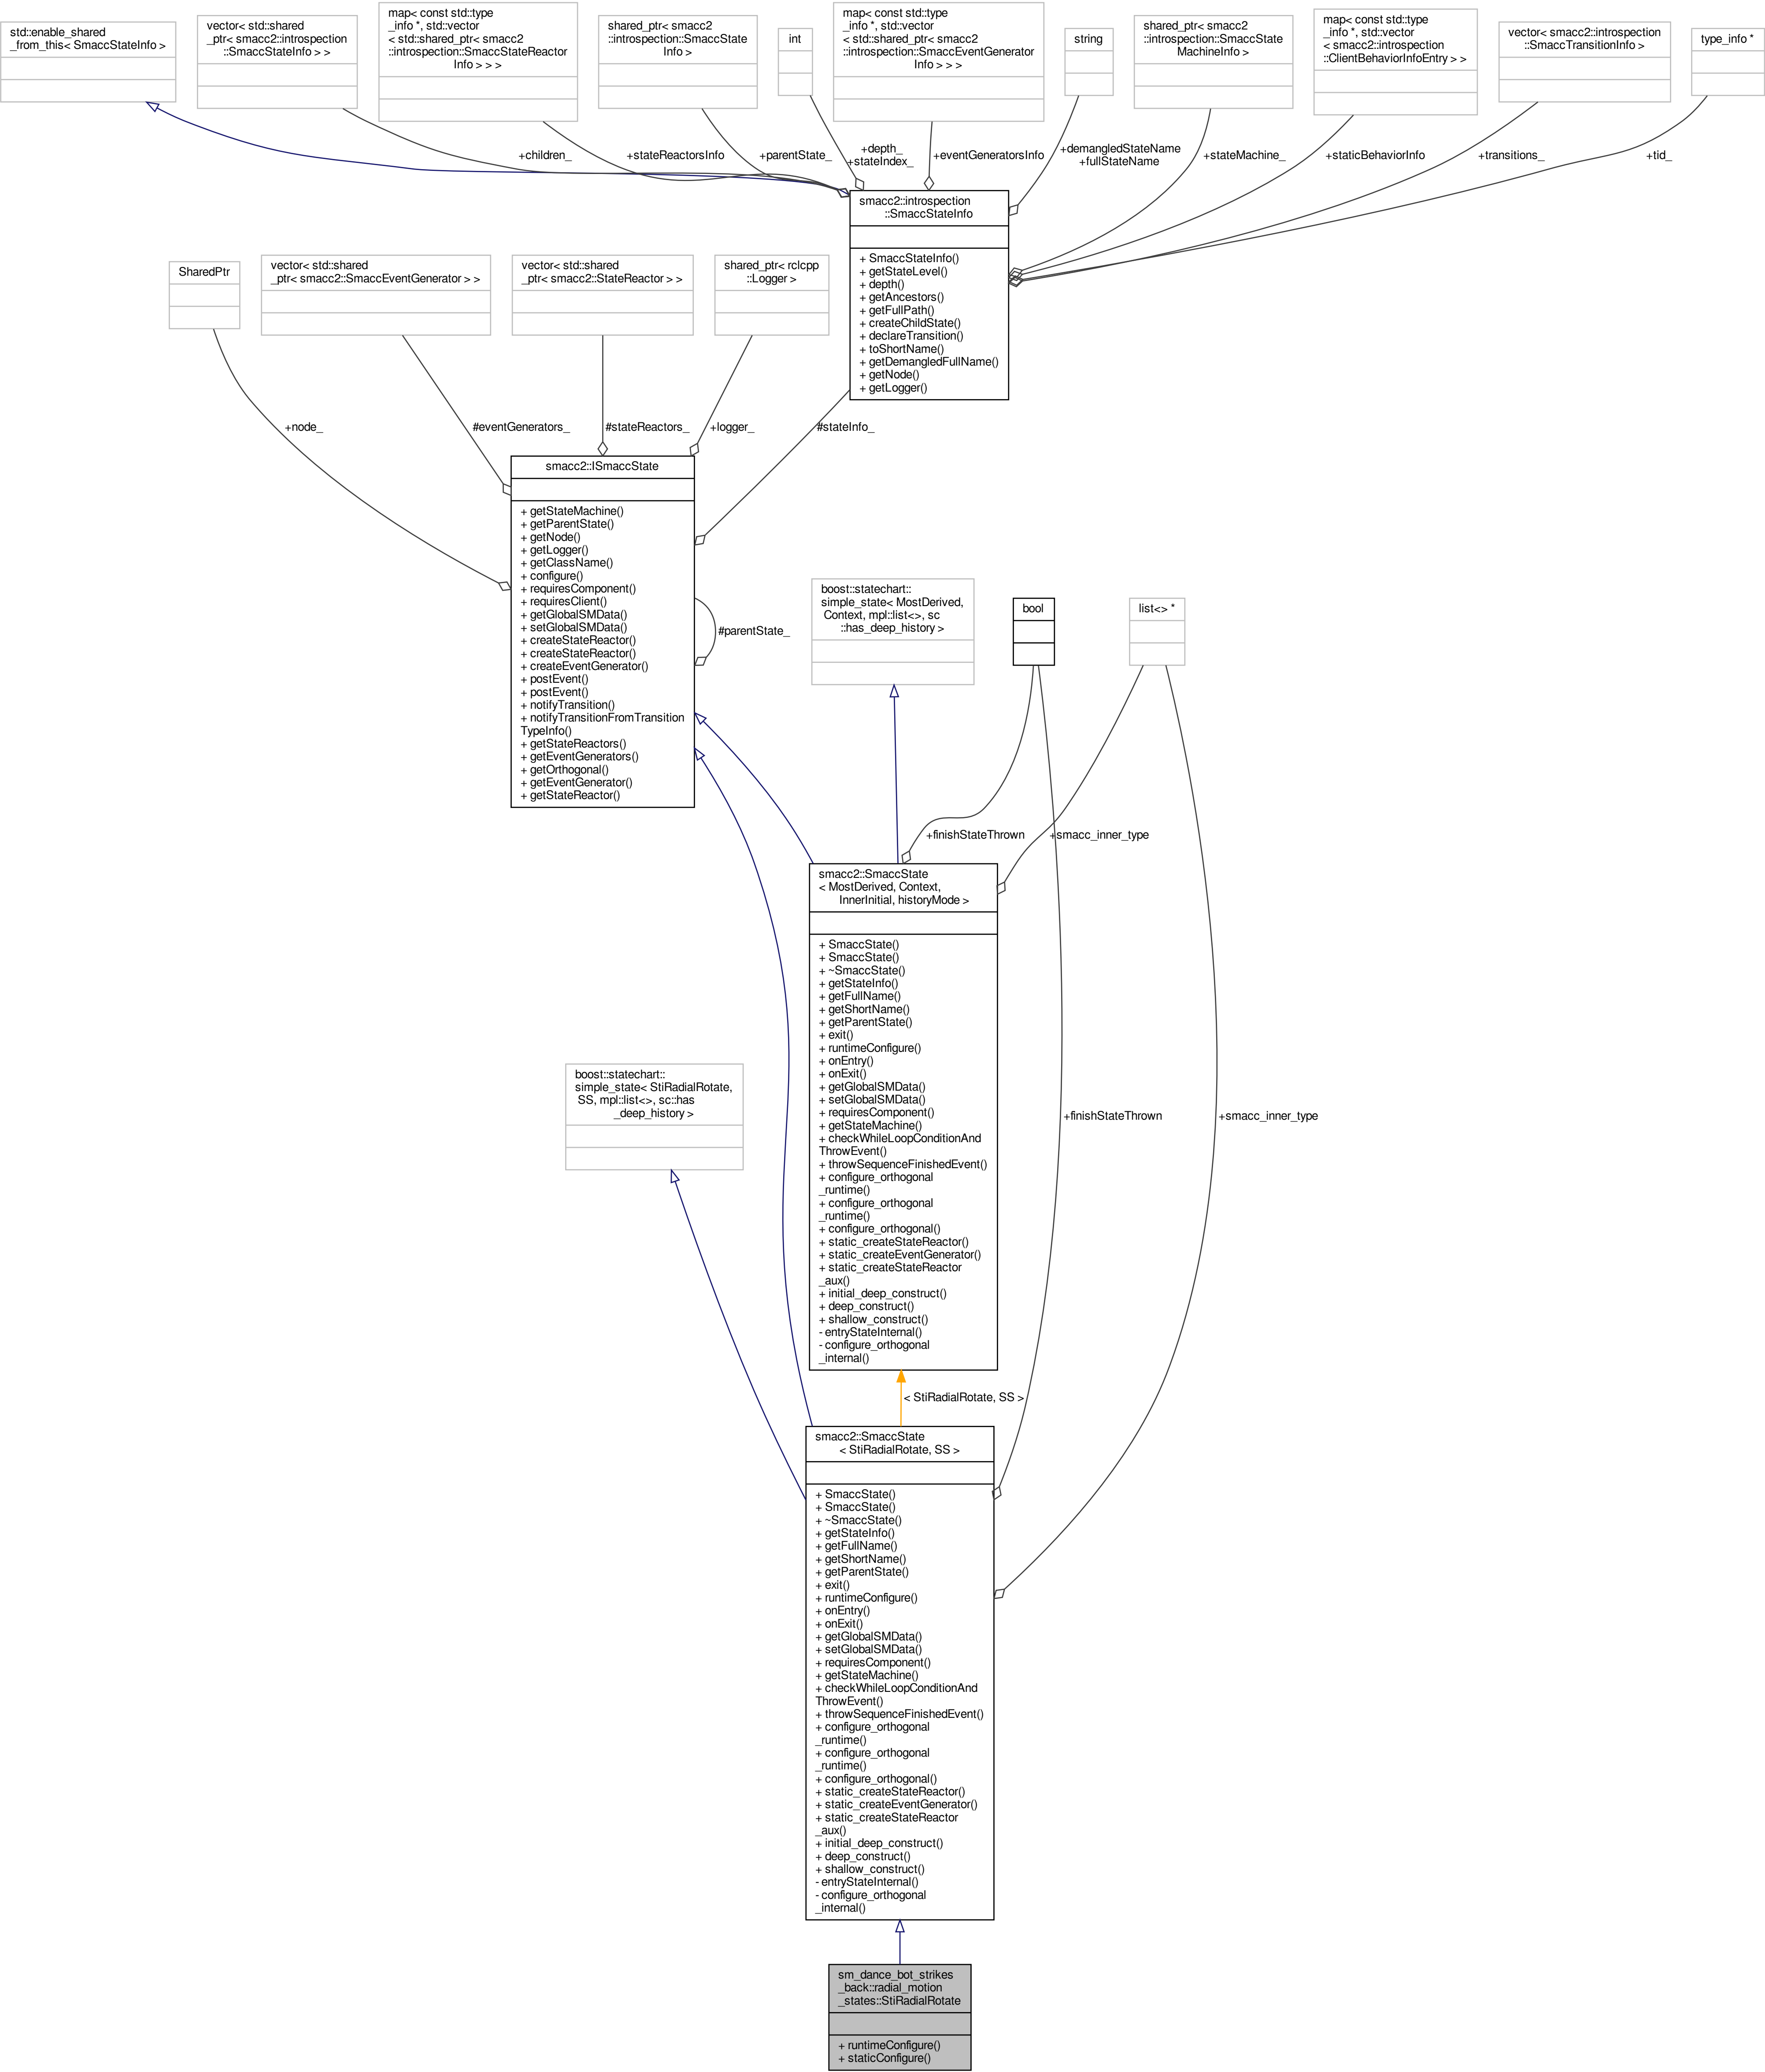 std::enable_shared
_from_this< SmaccStateInfo >
vector< std::shared
_ptr< smacc2::introspection
::SmaccStateInfo > >
map< const std::type
_info *, std::vector
< std::shared_ptr< smacc2
::introspection::SmaccStateReactor
Info > > >
shared_ptr< smacc2
::introspection::SmaccState
Info >
int
map< const std::type
_info *, std::vector
< std::shared_ptr< smacc2
::introspection::SmaccEventGenerator
Info > > >
string
shared_ptr< smacc2
::introspection::SmaccState
MachineInfo >
map< const std::type
_info *, std::vector
< smacc2::introspection
::ClientBehaviorInfoEntry > >
vector< smacc2::introspection
::SmaccTransitionInfo >
type_info *
+children_
+stateReactorsInfo
+parentState_
+depth_
+stateIndex_
+eventGeneratorsInfo
+demangledStateName
+fullStateName
+stateMachine_
+staticBehaviorInfo
+transitions_
+tid_
smacc2::introspection
::SmaccStateInfo
+ SmaccStateInfo()
+ getStateLevel()
+ depth()
+ getAncestors()
+ getFullPath()
+ createChildState()
+ declareTransition()
+ toShortName()
+ getDemangledFullName()
+ getNode()
+ getLogger()
SharedPtr
vector< std::shared
_ptr< smacc2::SmaccEventGenerator > >
vector< std::shared
_ptr< smacc2::StateReactor > >
shared_ptr< rclcpp
::Logger >
+node_
#eventGenerators_
#stateReactors_
+logger_
#stateInfo_
smacc2::ISmaccState
+ getStateMachine()
+ getParentState()
+ getNode()
+ getLogger()
+ getClassName()
+ configure()
+ requiresComponent()
+ requiresClient()
+ getGlobalSMData()
+ setGlobalSMData()
+ createStateReactor()
+ createStateReactor()
+ createEventGenerator()
+ postEvent()
+ postEvent()
+ notifyTransition()
+ notifyTransitionFromTransition
TypeInfo()
+ getStateReactors()
+ getEventGenerators()
+ getOrthogonal()
+ getEventGenerator()
+ getStateReactor()
#parentState_
boost::statechart::
simple_state< MostDerived,
Context, mpl::list<>, sc
::has_deep_history >
bool
list<> *
+finishStateThrown
+smacc_inner_type
smacc2::SmaccState
< MostDerived, Context,
InnerInitial, historyMode >
+ SmaccState()
+ SmaccState()
+ ~SmaccState()
+ getStateInfo()
+ getFullName()
+ getShortName()
+ getParentState()
+ exit()
+ runtimeConfigure()
+ onEntry()
+ onExit()
+ getGlobalSMData()
+ setGlobalSMData()
+ requiresComponent()
+ getStateMachine()
+ checkWhileLoopConditionAnd
ThrowEvent()
+ throwSequenceFinishedEvent()
+ configure_orthogonal
_runtime()
+ configure_orthogonal
_runtime()
+ configure_orthogonal()
+ static_createStateReactor()
+ static_createEventGenerator()
+ static_createStateReactor
_aux()
+ initial_deep_construct()
+ deep_construct()
+ shallow_construct()
- entryStateInternal()
- configure_orthogonal
_internal()
boost::statechart::
simple_state< StiRadialRotate,
SS, mpl::list<>, sc::has
_deep_history >
+finishStateThrown
+smacc_inner_type
< StiRadialRotate, SS >
smacc2::SmaccState
< StiRadialRotate, SS >
+ SmaccState()
+ SmaccState()
+ ~SmaccState()
+ getStateInfo()
+ getFullName()
+ getShortName()
+ getParentState()
+ exit()
+ runtimeConfigure()
+ onEntry()
+ onExit()
+ getGlobalSMData()
+ setGlobalSMData()
+ requiresComponent()
+ getStateMachine()
+ checkWhileLoopConditionAnd
ThrowEvent()
+ throwSequenceFinishedEvent()
+ configure_orthogonal
_runtime()
+ configure_orthogonal
_runtime()
+ configure_orthogonal()
+ static_createStateReactor()
+ static_createEventGenerator()
+ static_createStateReactor
_aux()
+ initial_deep_construct()
+ deep_construct()
+ shallow_construct()
- entryStateInternal()
- configure_orthogonal
_internal()
sm_dance_bot_strikes
_back::radial_motion
_states::StiRadialRotate
+ runtimeConfigure()
+ staticConfigure()